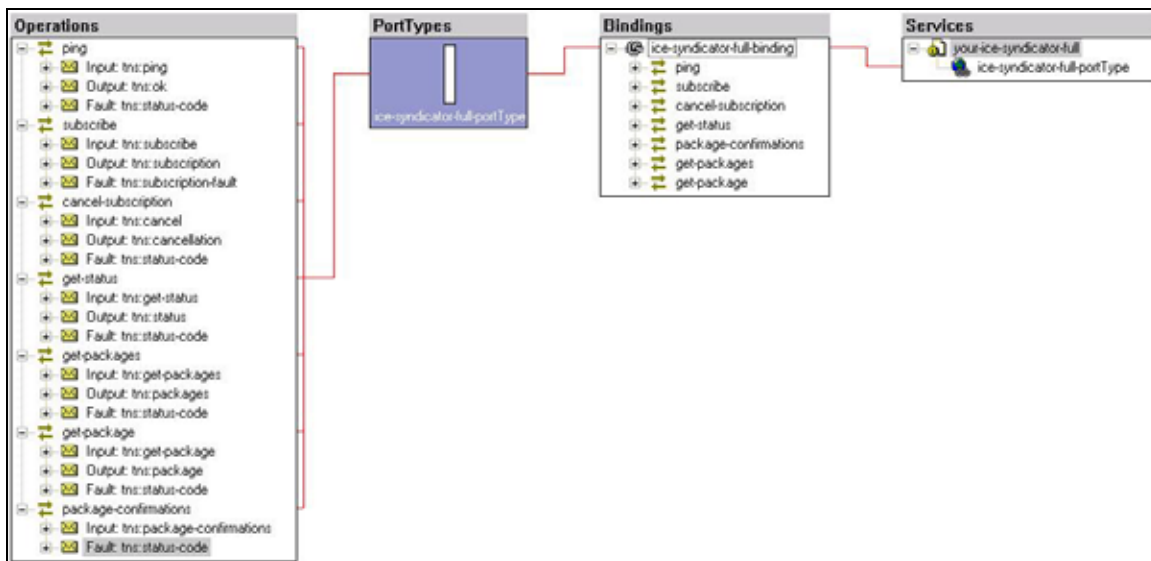 Operations
ping
Input: tns:ping
Output: tns:ok
Fault: tns:status-code
subscribe
Input: tns:subscribe
Output: tns:subscription
Fault: tns:subscription-fault
cancel-subscription
Input: tns:cancel
Output: tns:cancellation
Fault: tns:status-code
get-status
Input: tns:get-status
Output: tns:status
Fault: tns:status-code
get-packages
Input: tns:get-packages
Output: tns:packages
Fault: tns:status-code
get-package
Input: tns:get-package
Output: tns:package
Fault: tns:status-code
package-confirmations
Input: tns:package-confirmations
Fault: tns:status-code
PortTypes
ice-syndicator-full-portType
Bindings
ice-syndicator-full-binding
ping
subscribe
cancel-subscription
get-status
package-confirmations
get-packages
get-package
Services
your-ice-syndicator-full
ice-syndicator-full-portType